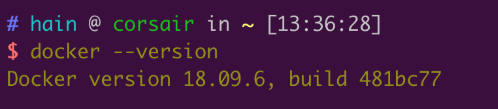 # hain @ corsair in ~ [13:36:28]
$ docker --version
Docker version 18.09.6, build 481bc77